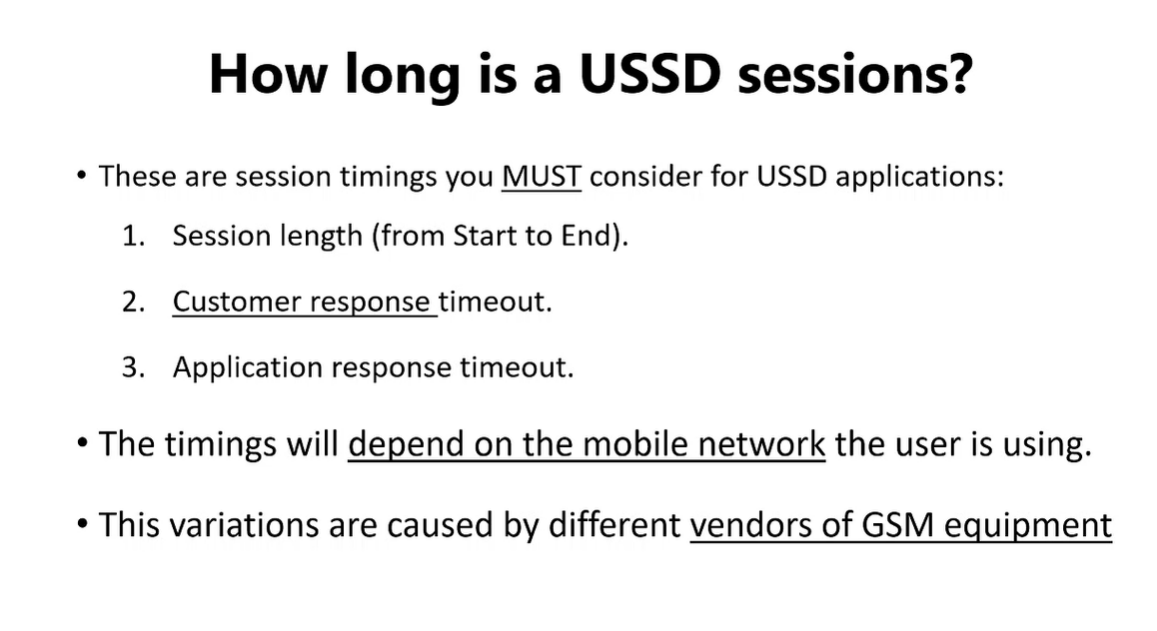 How long is a USSD sessions?
• These are session timings you MUST consider for USSD applications:
1. Session length (from Start to End).
2. Customer response timeout.
3. Application response timeout.
• The timings will depend on the mobile network the user is using.
• This variations are caused by different vendors of GSM equipment